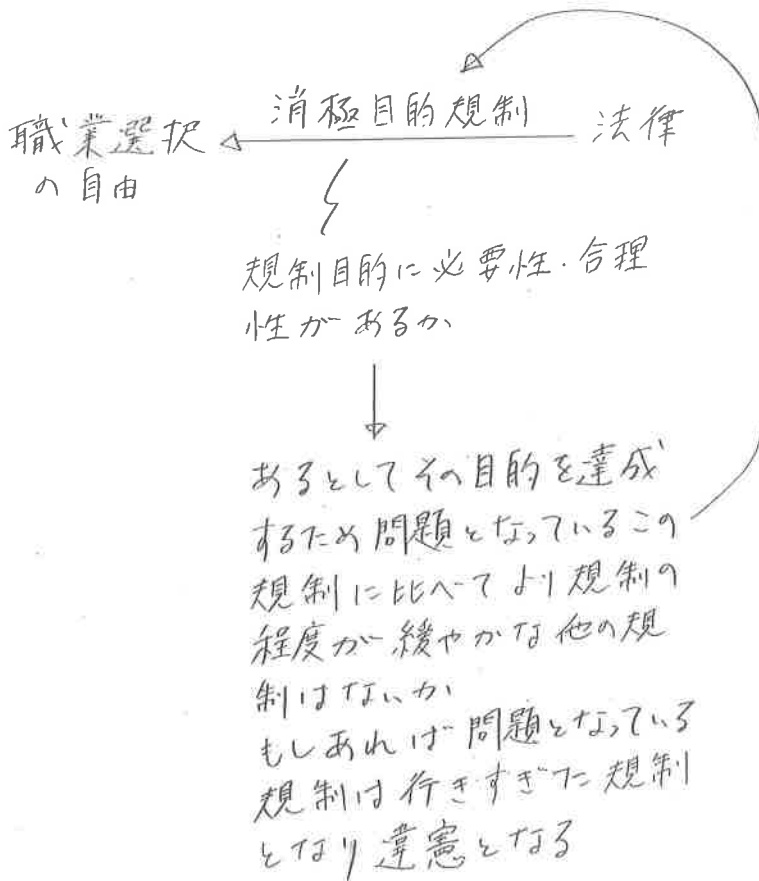 消極目的規制
職業選択
の自由
法律
規制目的に必要性・合理
性があるか
あるとしてその目的を達成
するため問題となっているこの
規制に比べてより規制の
程度が緩やかな他の規
制はないか
もしあれば問題となっている
規制は行きすぎた規制
となり違憲となる